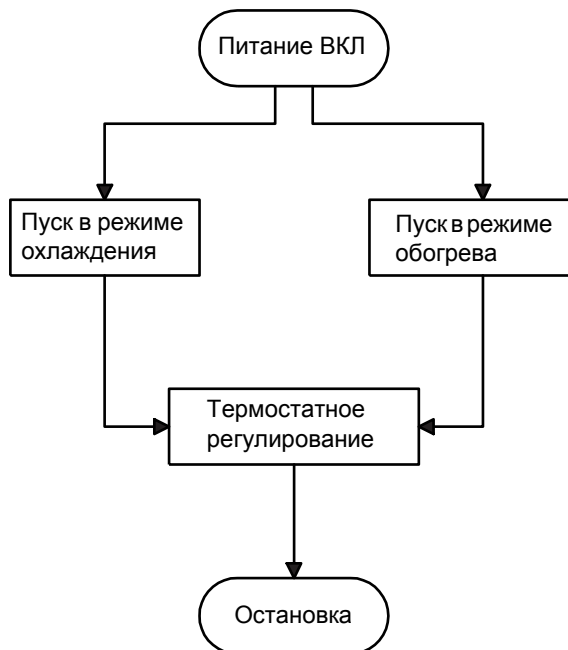 Питание ВКЛ
Пуск в режиме
охлаждения
Пуск в режиме
обогрева
Термостатное
регулирование
Остановка